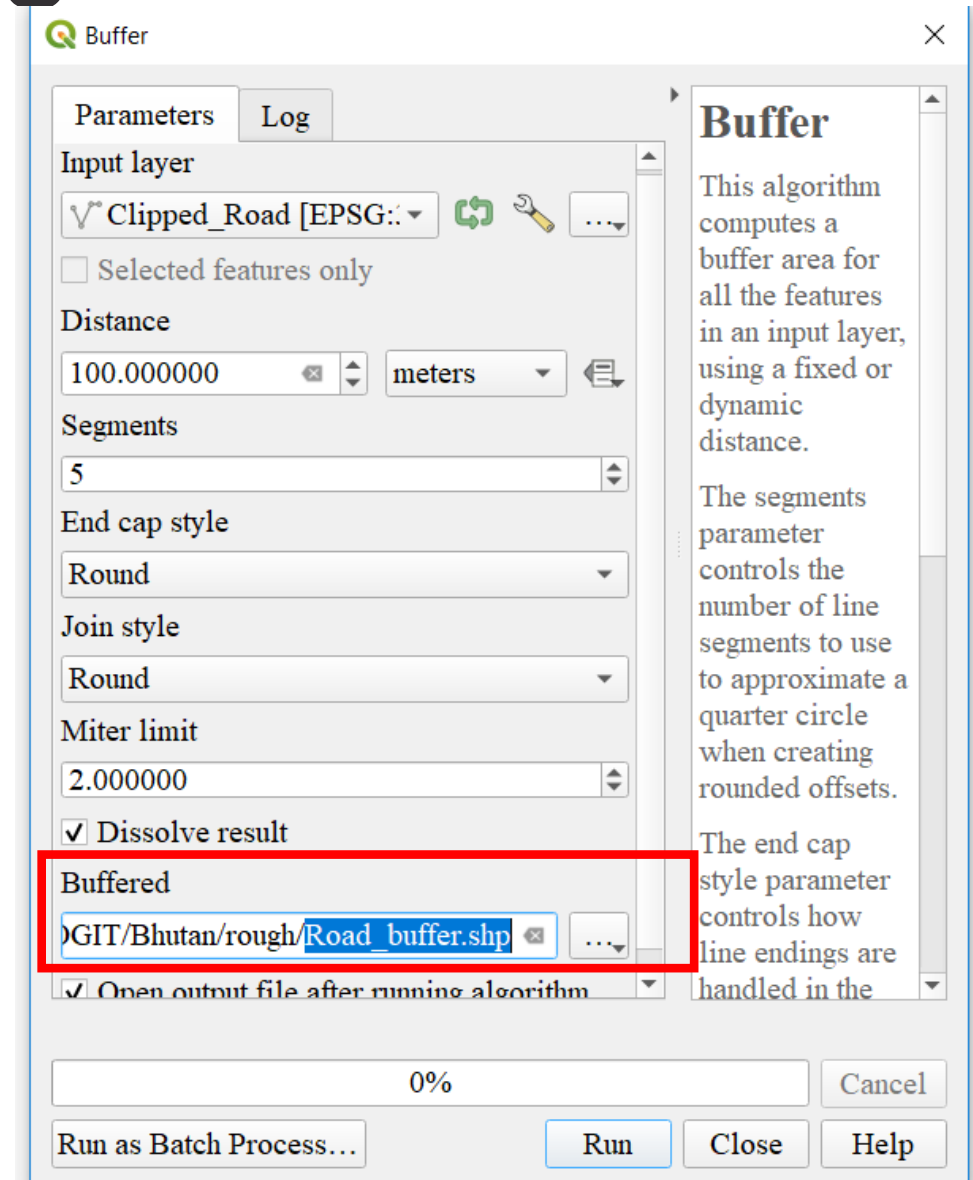 Buffer
Parameters
Log
Input layer
Clipped_Road [EPSG::
...
Selected features only
Distance
100.000000
meters
Segments
5
End cap style
Round
Join style
Round
Miter limit
2.000000
Dissolve result
Buffered
GIT/Bhutan/rough/Road_buffer.shp
...
Open output file after running algorithm
0%
Cancel
Run as Batch Process...
Run
Close
Help
Buffer
This algorithm
computes a
buffer area for
all the features
in an input layer,
using a fixed or
dynamic
distance.
The segments
parameter
controls the
number of line
segments to use
to approximate a
quarter circle
when creating
rounded offsets.
The end cap
style parameter
controls how
line endings are
handled in the